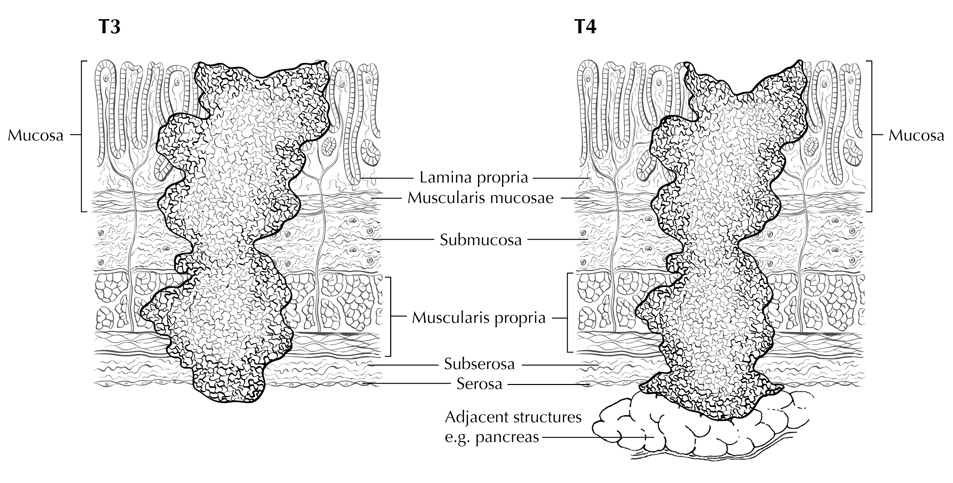 T3
T4
Mucosa
Mucosa
Lamina propria
Muscularis mucosae
Submucosa
Muscularis propria
Subserosa
Serosa
Adjacent structures
e.g. pancreas